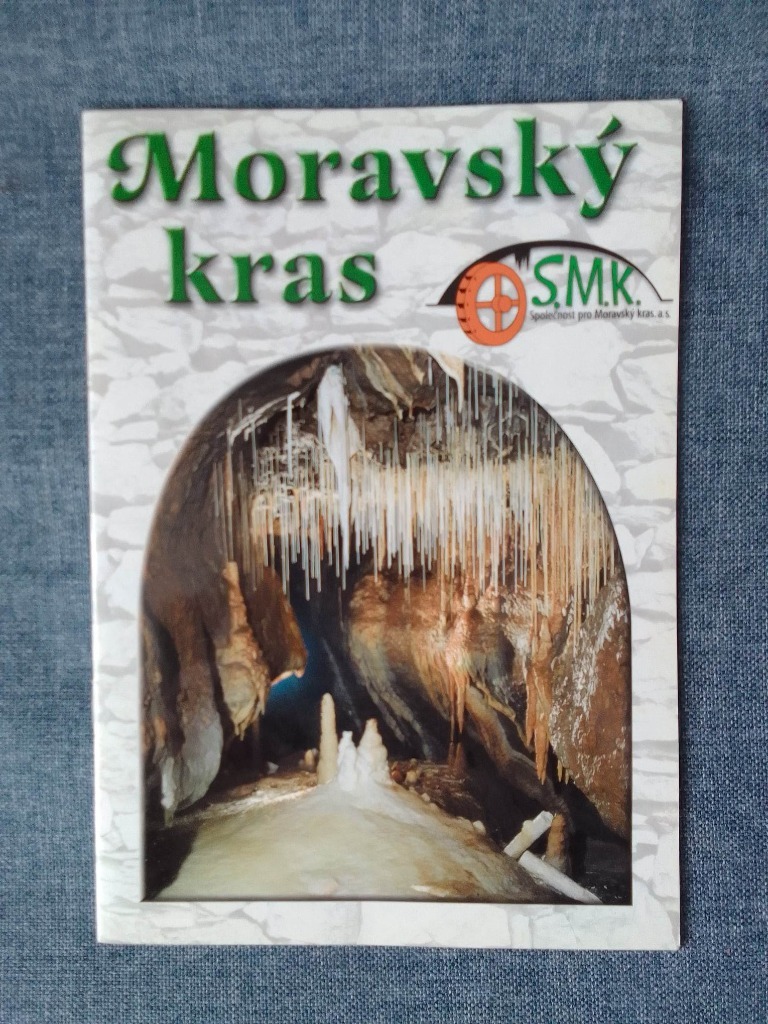 Moravský
kras
S.M.K.
Společnost pro Moravský kras. a.s.